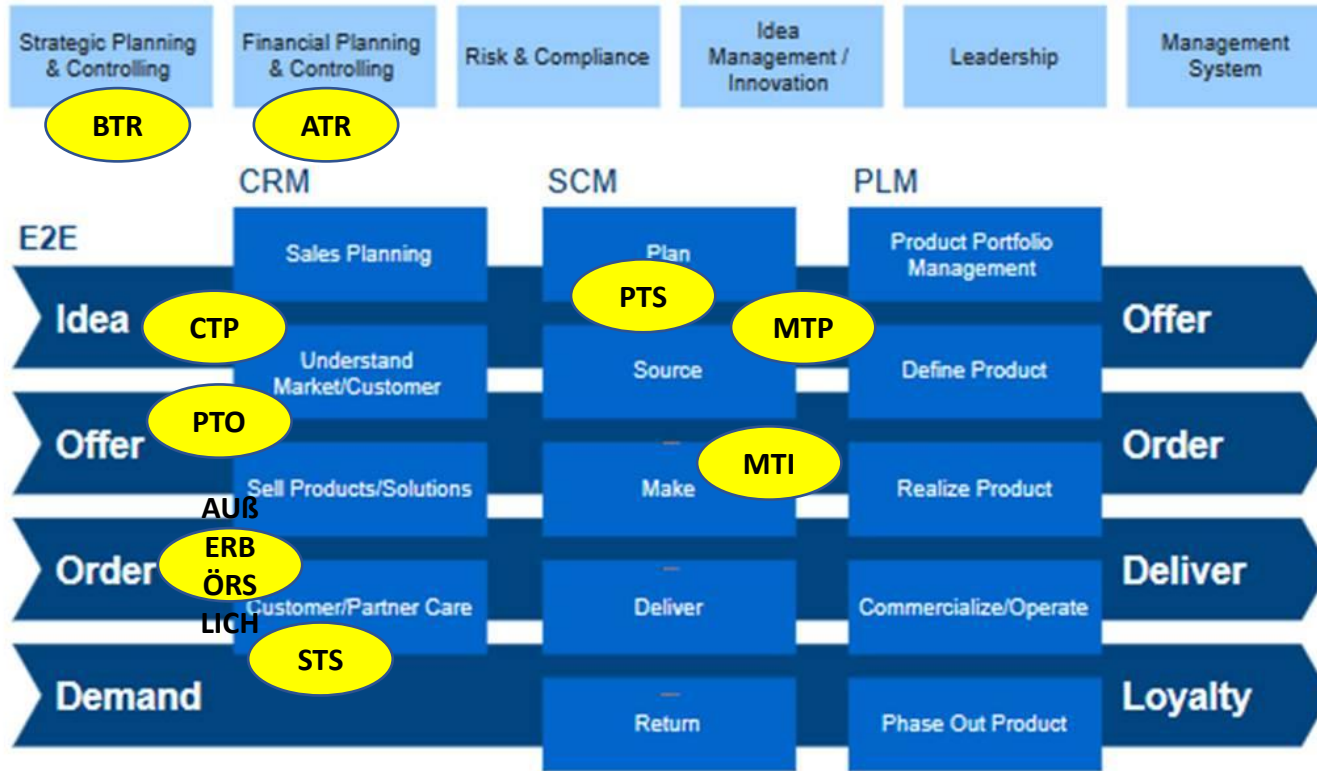 Strategic Planning
& Controlling
Financial Planning
& Controlling
Risk & Compliance
Idea
Management /
Innovation
Leadership
Management
System
BTR
ATR
CRM
SCM
PLM
E2E
Sales Planning
Plan
Product Portfolio
Management
Idea
CTP
PTS
MTP
Offer
Understand
Market/Customer
Source
Define Product
Offer
PTO
Order
MTI
Sell Products/Solutions
Make
Realize Product
AUß
ERB
ÖRS
LICH
Order
Deliver
Customer/Partner Care
Deliver
Commercialize/Operate
STS
Demand
Loyalty
Return
Phase Out Product